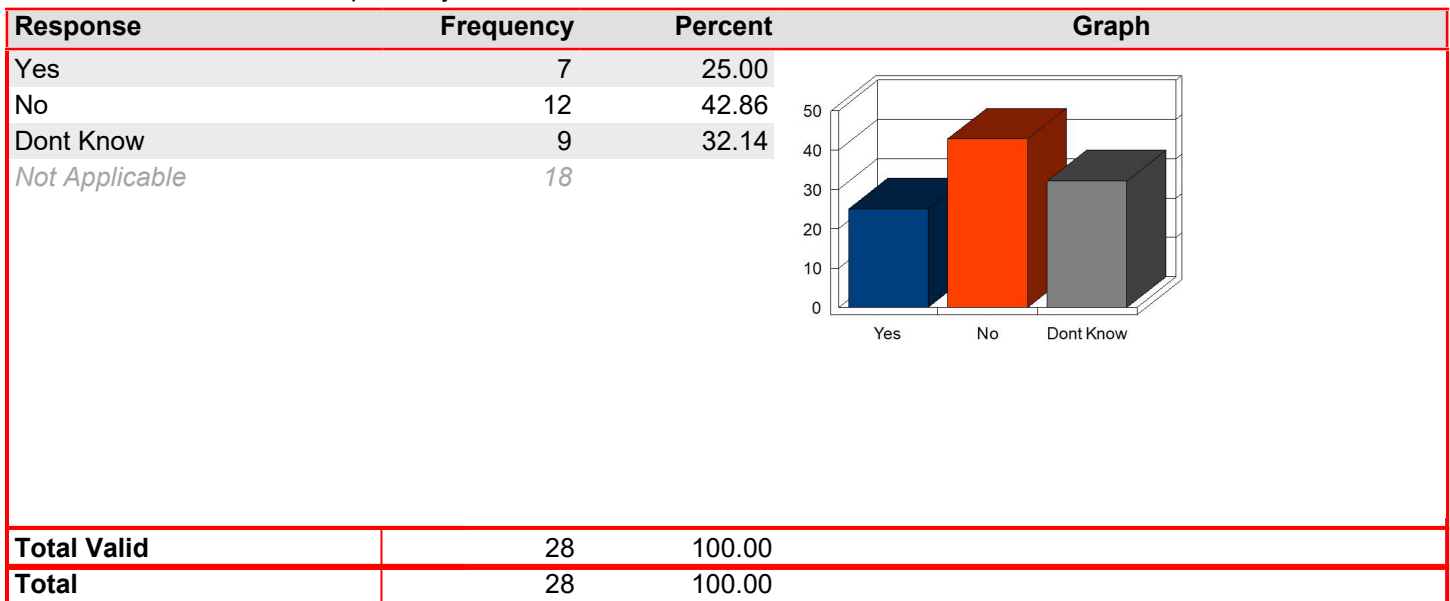 Response Frequency Percent Graph
Yes 7 25.00
No 12 42.86
Dont Know 9 32.14
Not Applicable 18
50
40
30
20
10
0
Yes No Dont Know
Total Valid 28 100.00
Total 28 100.00